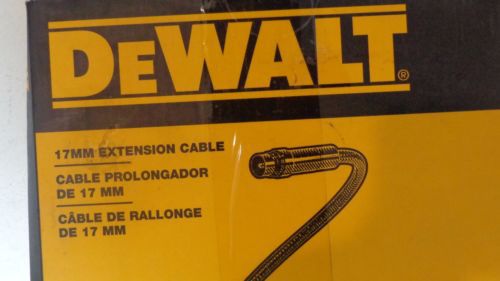 DEWALT®
17MM EXTENSION CABLE
CABLE PROLONGADOR
DE 17 MM
CÂBLE DE RALLONGE
DE 17 MM